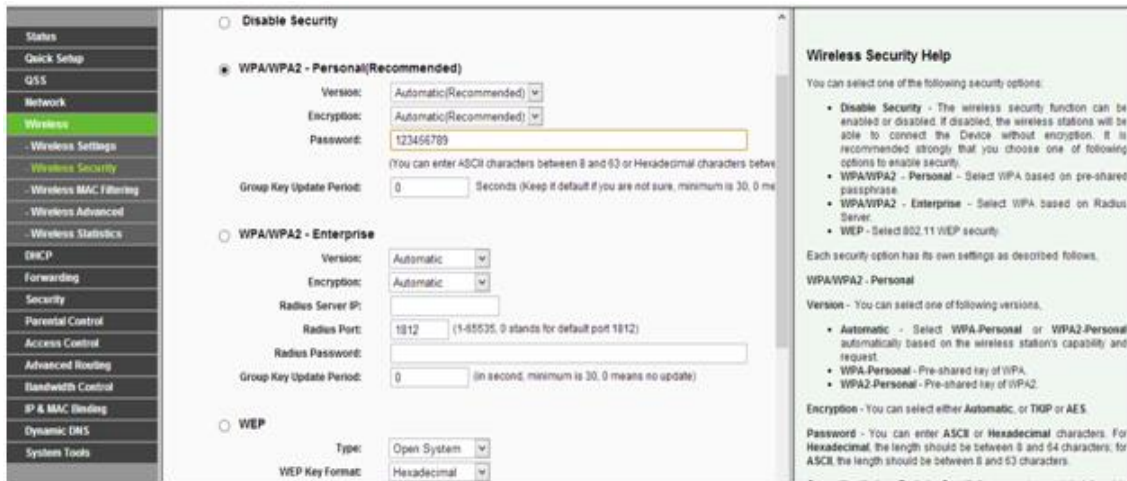 Status
Quick Setup
QSS
Network
Wireless
- Wireless Settings
- Wireless Security
- Wireless MAC Filtering
- Wireless Advanced
- Wireless Statistics
DHCP
Forwarding
Security
Parental Control
Access Control
Advanced Routing
Bandwidth Control
IP & MAC Binding
Dynamic DNS
System Tools
Disable Security
WPA/WPA2 - Personal(Recommended)
Version: Automatic(Recommended)
Encryption: Automatic(Recommended)
Password: 123456789
(You can enter ASCII characters between 8 and 63 or Hexadecimal characters betwe
Group Key Update Period: 0 Seconds (Keep it default if you are not sure, minimum is 30, 0 me
WPA/WPA2 - Enterprise
Version: Automatic
Encryption: Automatic
Radius Server IP:
Radius Port: 1812 (1-65535, 0 stands for default port 1812)
Radius Password:
Group Key Update Period: 0 (in second, minimum is 30, 0 means no update)
WEP
Type: Open System
WEP Key Format: Hexadecimal
Wireless Security Help
You can select one of the following security options:
• Disable Security - The wireless security function can be
enabled or disabled. If disabled, the wireless stations will be
able to connect the Device without encryption. It is
recommended strongly that you choose one of following
options to enable security.
• WPA/WPA2 - Personal - Select WPA based on pre-shared
passphrase.
• WPA/WPA2 - Enterprise - Select WPA based on Radius
Server.
• WEP - Select 802.11 WEP security.
Each security option has its own settings as described follows,
WPA/WPA2 - Personal
Version - You can select one of following versions,
• Automatic - Select WPA-Personal or WPA2-Personal
automatically based on the wireless station's capability and
request.
• WPA-Personal - Pre-shared key of WPA.
• WPA2-Personal - Pre-shared key of WPA2.
Encryption - You can select either Automatic, or TKIP or AES.
Password - You can enter ASCII or Hexadecimal characters. For
Hexadecimal, the length should be between 8 and 64 characters; for
ASCII, the length should be between 8 and 63 characters.